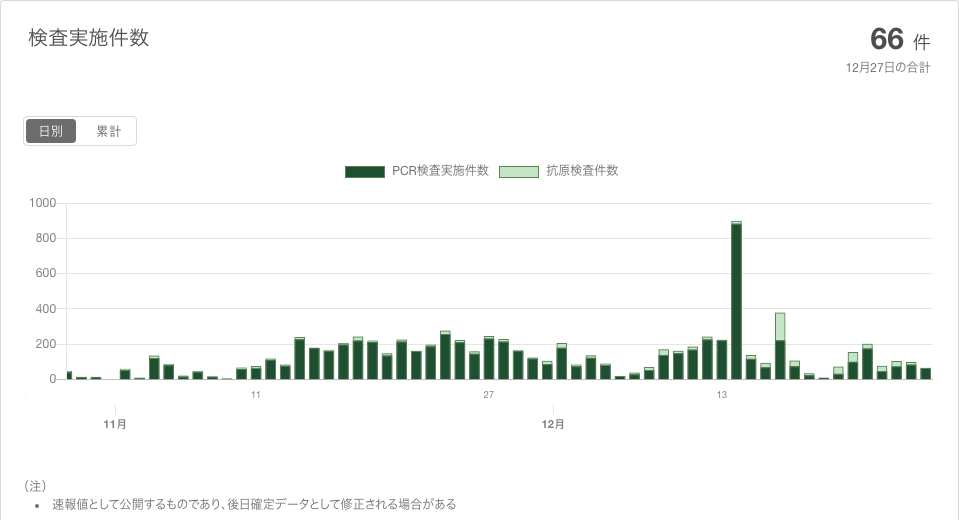 検査実施件数
66 件
12月27日の合計
日別 累計
PCR検査実施件数 抗原検査件数
1000
800
600
400
200
0
11 27 13
11月 12月
（注）
• 速報値として公開するものであり、後日確定データとして修正される場合がある